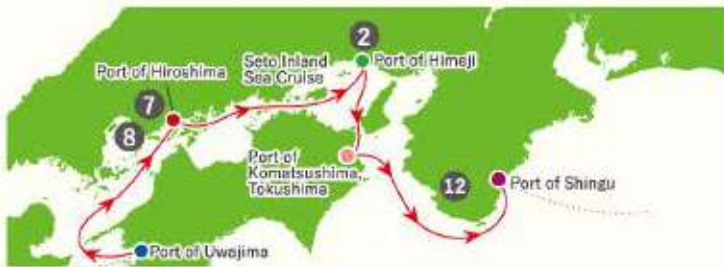 2
Port of Himeji
Seto Inland
Sea Cruise
Port of Hiroshima
7
8
Port of
Komatsushima,
Tokushima
12
Port of Shingu
Port of Uwajima